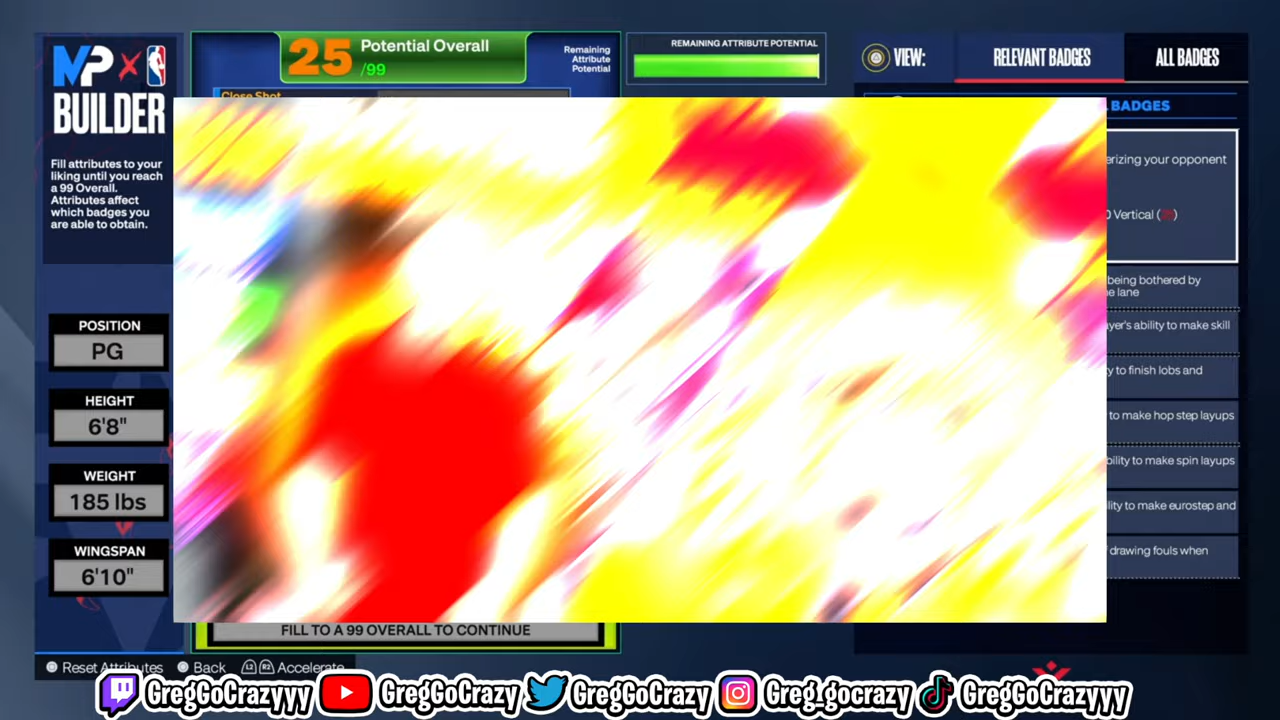 MP
BUILDER
Fill attributes to your
liking until you reach
a 99 Overall.
Attributes affect
which badges you
are able to obtain.
POSITION
PG
HEIGHT
6'8"
WEIGHT
185 lbs
WINGSPAN
6'10"
25 Potential Overall
/99
Remaining
Attribute
Potential
Close Shot
REMAINING ATTRIBUTE POTENTIAL
VIEW:
RELEVANT BADGES
ALL BADGES
BADGES
erizing your opponent
Vertical
being bothered by
e lane
ayer's ability to make skill
y to finish lobs and
to make hop step layups
bility to make spin layups
ility to make eurostep and
drawing fouls when
FILL TO A 99 OVERALL TO CONTINUE
Reset Attributes
Back
L2 R2 Accelerate
GregGoCrazyyy
GregGoCrazy
GregGoCrazy
Greg_gocrazy
GregGoCrazyyy